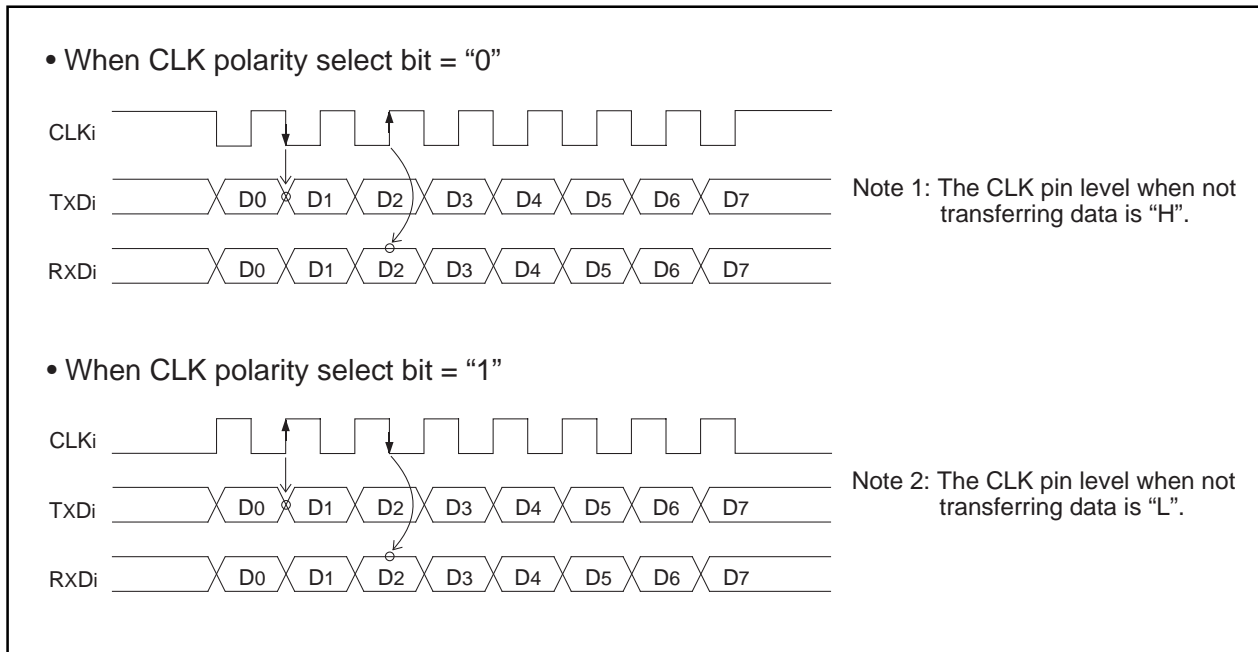 • When CLK polarity select bit = “0”
CLKi
TXDi
D0 D1 D2 D3 D4 D5 D6 D7
RXDi
D0 D1 D2 D3 D4 D5 D6 D7
Note 1: The CLK pin level when not
transferring data is “H”.
• When CLK polarity select bit = “1”
CLKi
TXDi
D0 D1 D2 D3 D4 D5 D6 D7
RXDi
D0 D1 D2 D3 D4 D5 D6 D7
Note 2: The CLK pin level when not
transferring data is “L”.